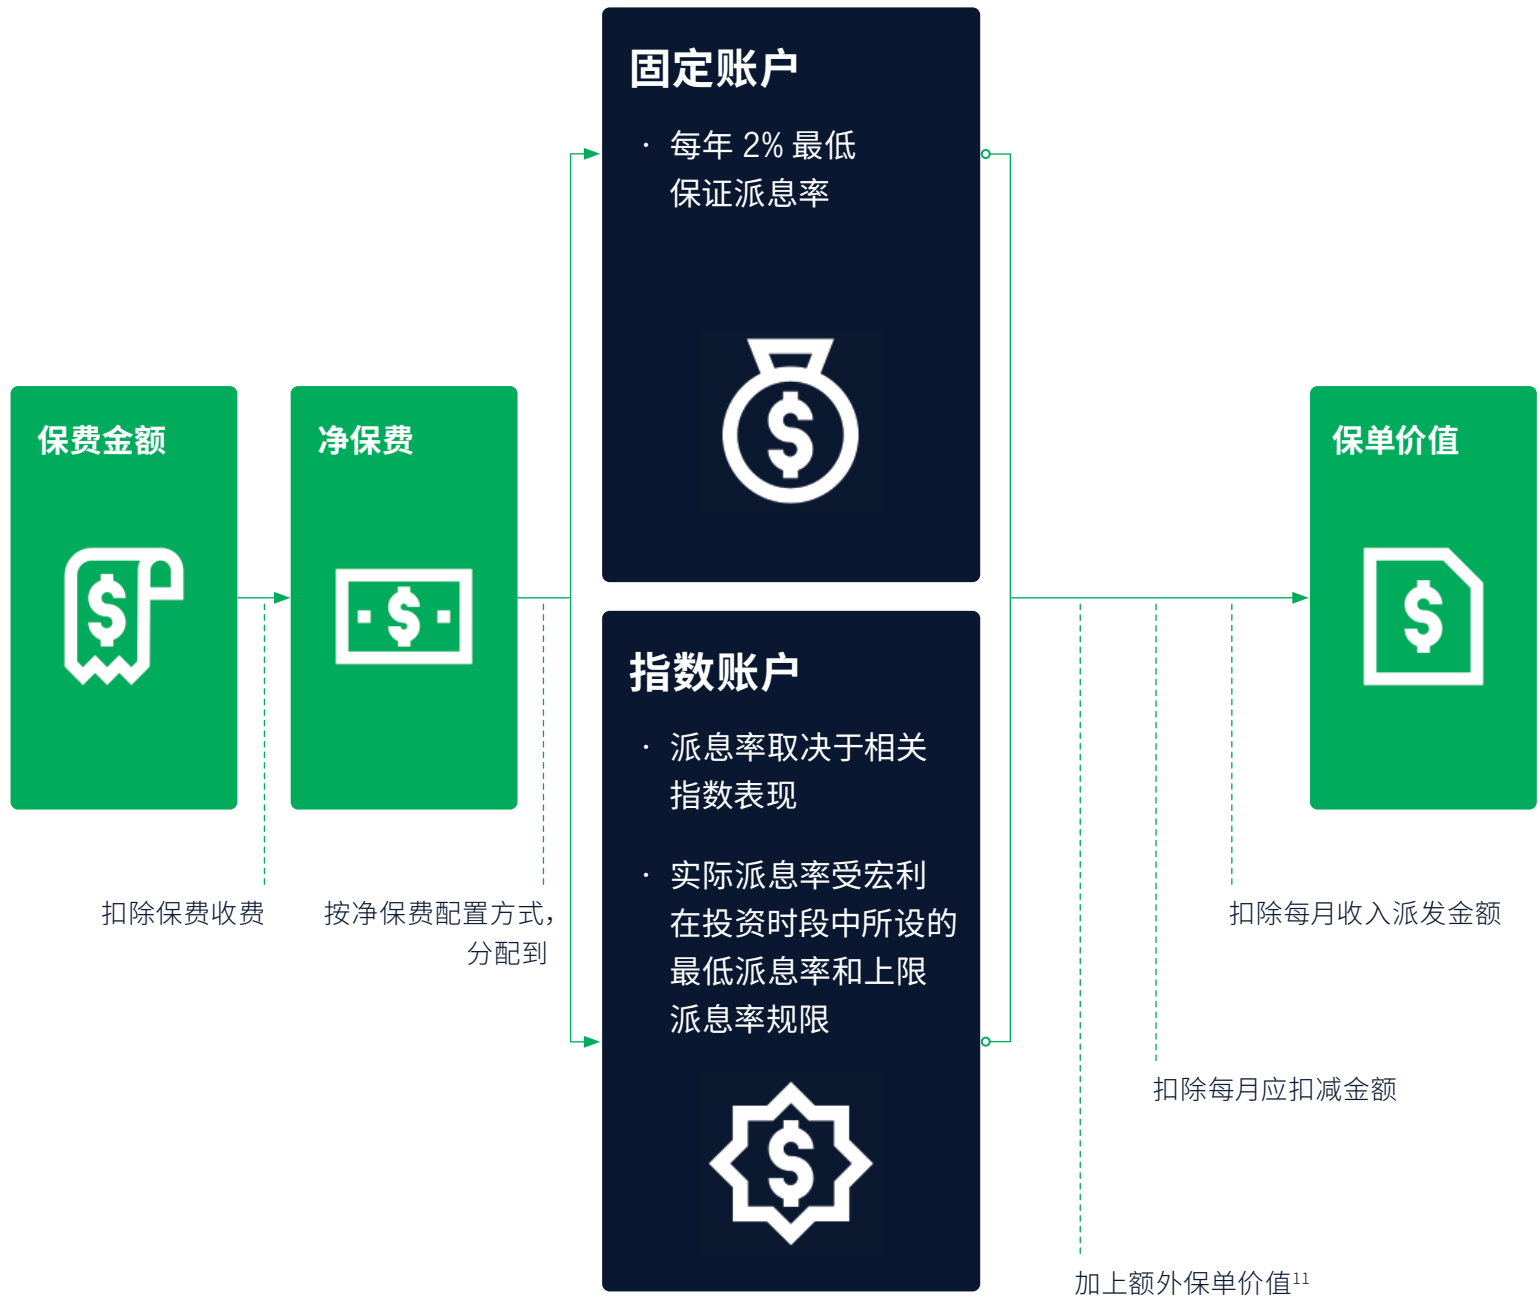 固定账户
· 每年 2% 最低
保证派息率
保费金额
净保费
保单价值
指数账户
· 派息率取决于相关
指数表现
· 实际派息率受宏利
在投资时段中所设的
最低派息率和上限
派息率规限
扣除保费收费
按净保费配置方式，
分配到
扣除每月收入派发金额
扣除每月应扣减金额
加上额外保单价值11